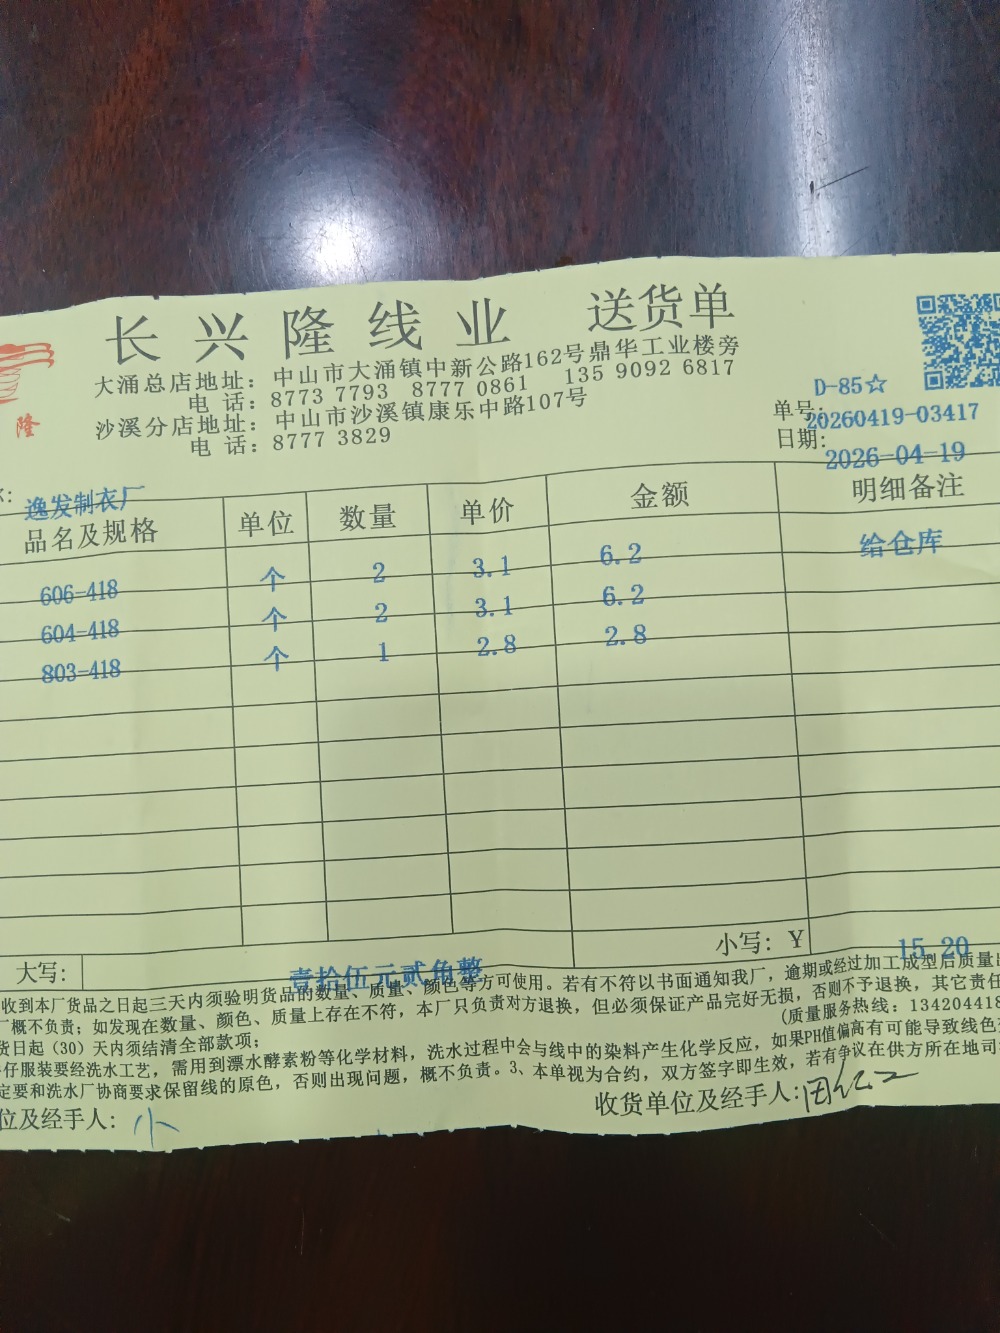 长兴隆线业 送货单
大涌总店地址：中山市大涌镇中新公路162号鼎华工业楼旁
电 话：8773 7793 8777 0861 135 9092 6817
沙溪分店地址：中山市沙溪镇康乐中路107号
电 话：8777 3829
隆
D-85☆
单号：20260419-03417
日期：2026-04-19
逸发制衣厂
品名及规格 单位 数量 单价 金额 明细备注
606-418 个 2 3.1 6.2 给仓库
604-418 个 2 3.1 6.2
803-418 个 1 2.8 2.8
大写： 壹拾伍元贰角整 小写：Y 15.20
收到本厂货品之日起三天内须验明货品的数量、质量、颜色等方可使用。若有不符以书面通知我厂，逾期或经过加工成型后质量出
厂概不负责；如发现在数量、颜色、质量上存在不符，本厂只负责对方退换，但必须保证产品完好无损，否则不予退换，其它责任
货日起（30）天内须结清全部款项； (质量服务热线：134204418
仔服装要经洗水工艺，需用到漂水酵素粉等化学材料，洗水过程中会与线中的染料产生化学反应，如果PH值偏高有可能导致线色
定要和洗水厂协商要求保留线的原色，否则出现问题，概不负责。3、本单视为合约，双方签字即生效，若有争议在供方所在地司
位及经手人：小 收货单位及经手人：